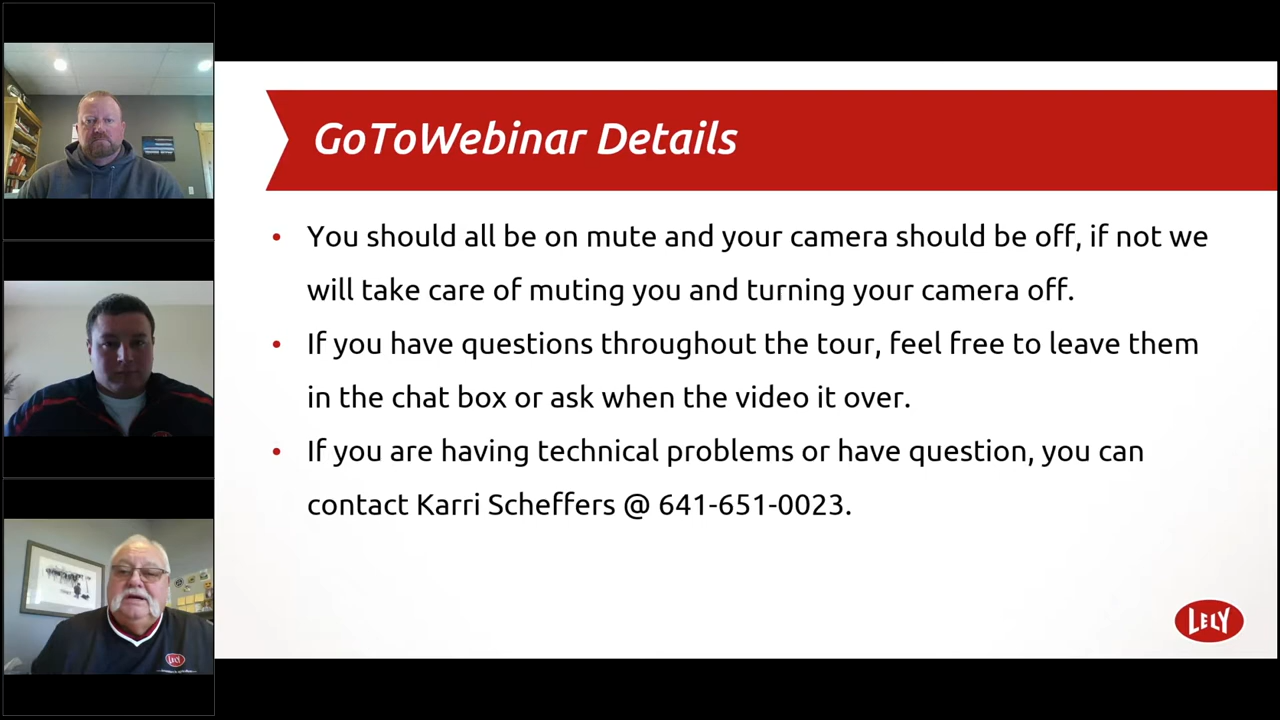 GoToWebinar Details
• You should all be on mute and your camera should be off, if not we
will take care of muting you and turning your camera off.
• If you have questions throughout the tour, feel free to leave them
in the chat box or ask when the video it over.
• If you are having technical problems or have question, you can
contact Karri Scheffers @ 641-651-0023.
LELY
LELY